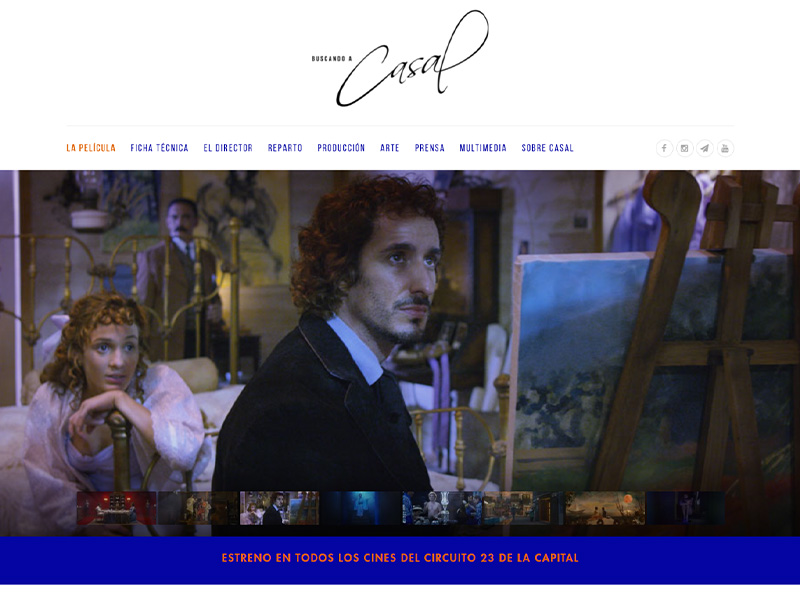 BUSCANDO A
Casal
LA PELÍCULA FICHA TÉCNICA EL DIRECTOR REPARTO PRODUCCIÓN ARTE PRENSA MULTIMEDIA SOBRE CASAL
ESTRENO EN TODOS LOS CINES DEL CIRCUITO 23 DE LA CAPITAL